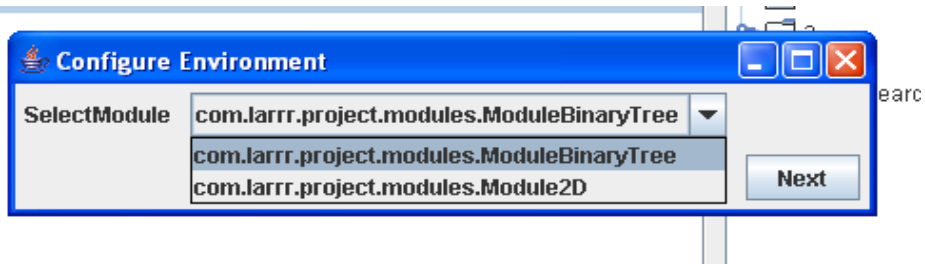 Configure Environment
earc
SelectModule com.larrr.project.modules.ModuleBinaryTree
com.larrr.project.modules.ModuleBinaryTree
com.larrr.project.modules.Module2D
Next